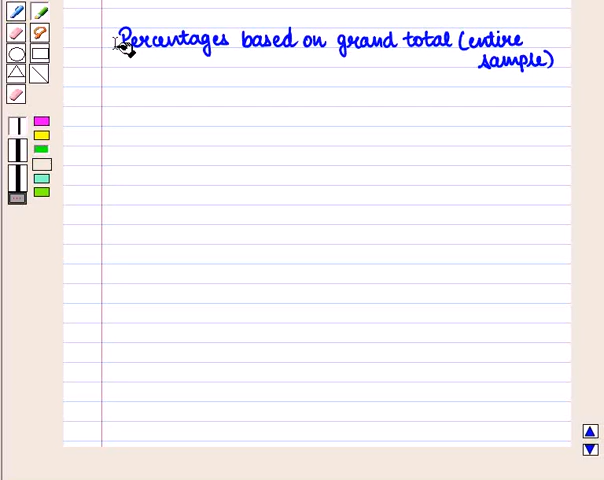 Percentages based on grand total (entire
sample)